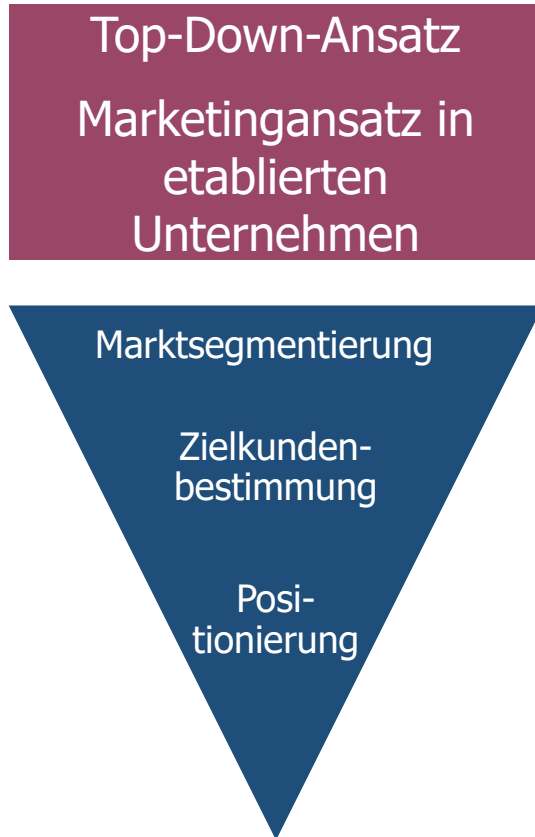 Top-Down-Ansatz
Marketingansatz in
etablierten
Unternehmen
Marktsegmentierung
Zielkunden-
bestimmung
Posi-
tionierung